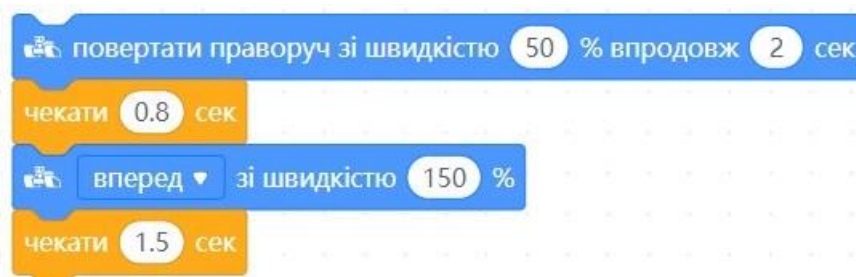 повертати праворуч зі швидкістю 50 % впродовж 2 сек
чекати 0.8 сек
вперед зі швидкістю 150 %
чекати 1.5 сек